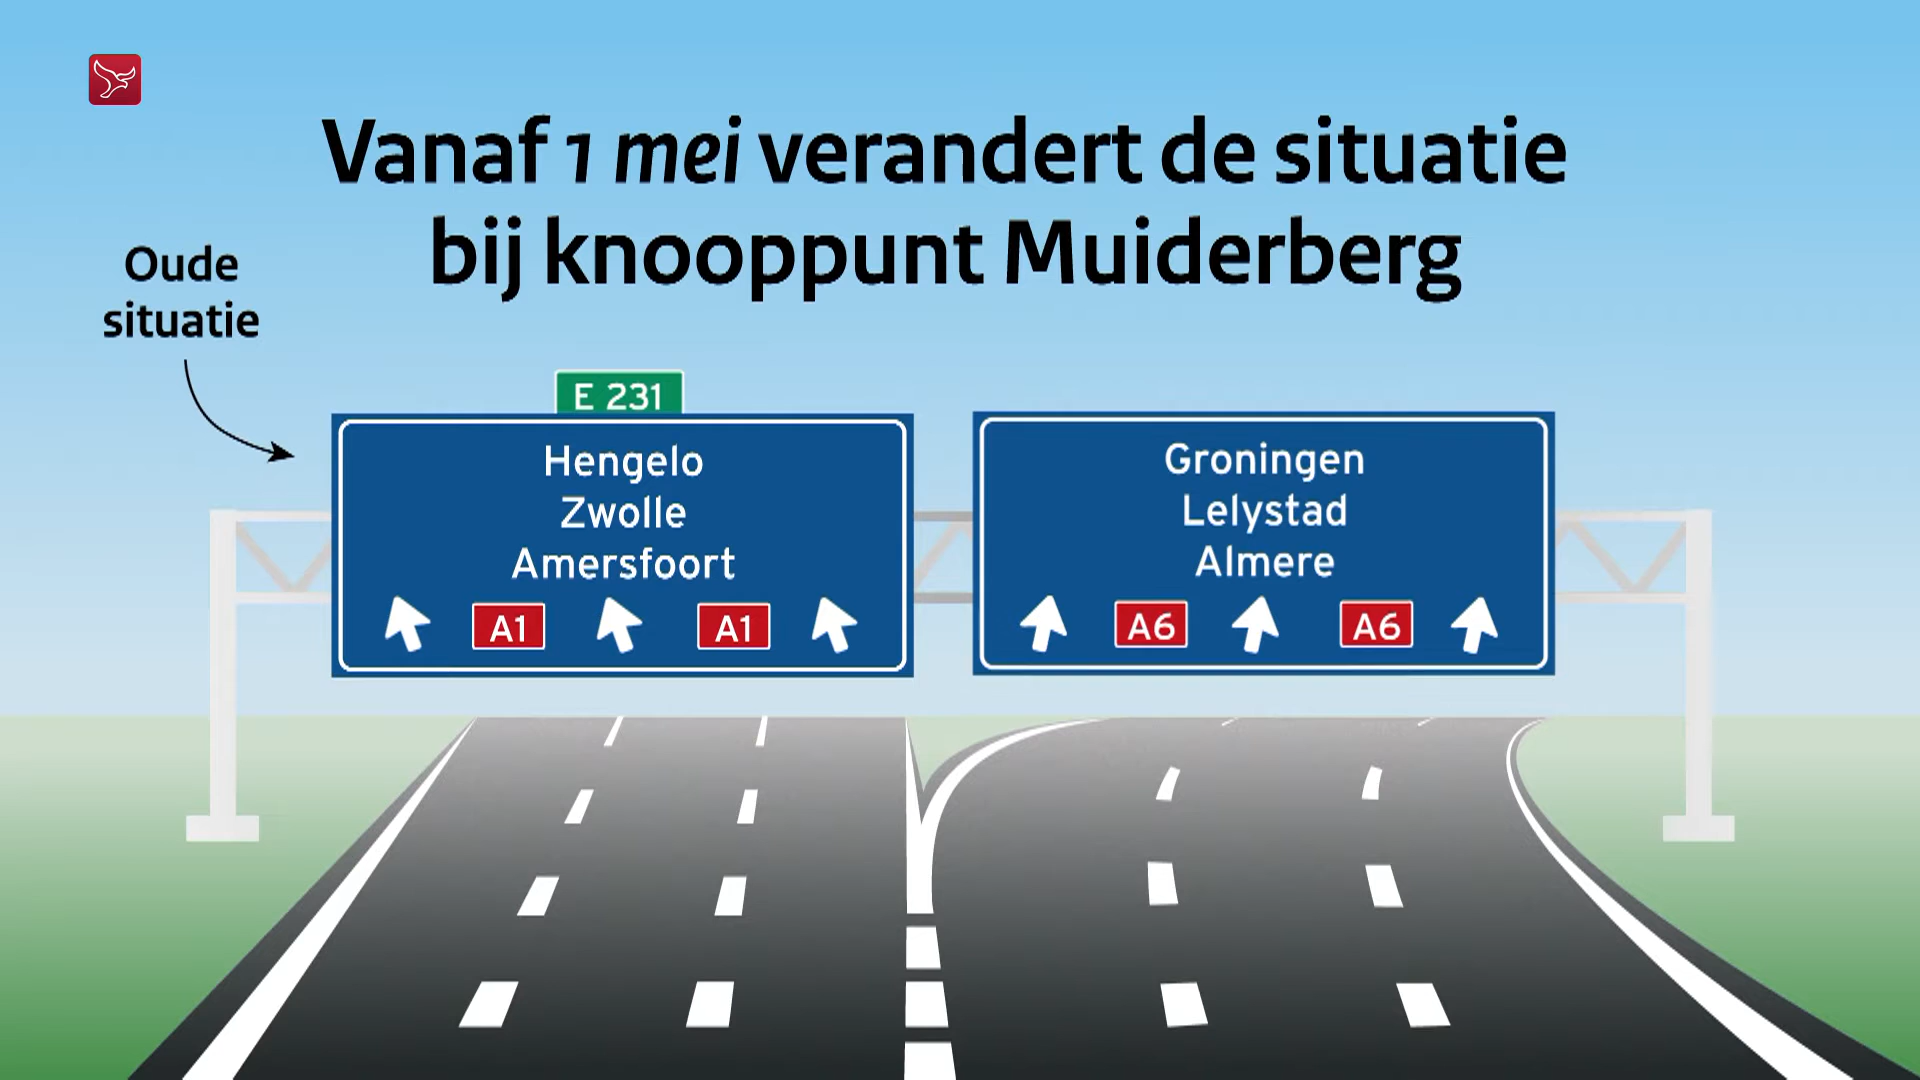 Vanaf 1 mei verandert de situatie
bij knooppunt Muiderberg
Oude
situatie
E 231
Hengelo
Zwolle
Amersfoort
A1 A1
Groningen
Lelystad
Almere
A6 A6